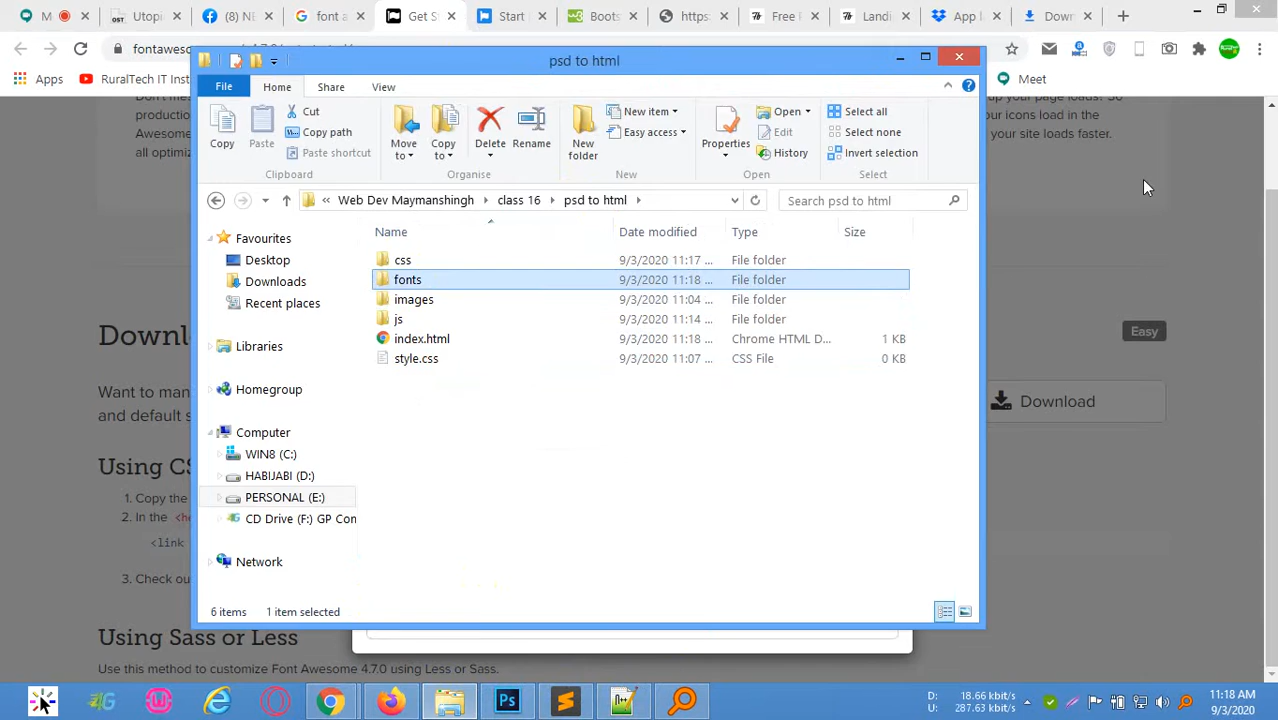 M
Utopi
(8) NE
font a
Get S
Start
Boots
https:
Free F
Landi
App la
Down
fontaweso
Apps
RuralTech IT Inst
Meet
psd to html
File
Home
Share
View
Copy
Paste
Cut
Copy path
Paste shortcut
Move to
Copy to
Delete
Rename
New folder
New item
Easy access
Properties
Open
Edit
History
Select all
Select none
Invert selection
Clipboard
Organise
New
Open
Select
Web Dev Maymanshingh
class 16
psd to html
Search psd to html
Name
Date modified
Type
Size
Favourites
Desktop
Downloads
Recent places
Libraries
Homegroup
Computer
WIN8 (C:)
HABIJABI (D:)
PERSONAL (E:)
CD Drive (F:) GP Con
Network
css 9/3/2020 11:17 ... File folder
fonts 9/3/2020 11:18 ... File folder
images 9/3/2020 11:04 ... File folder
js 9/3/2020 11:14 ... File folder
index.html 9/3/2020 11:18 ... Chrome HTML D... 1 KB
style.css 9/3/2020 11:07 ... CSS File 0 KB
6 items 1 item selected
production
Awesome
all optimiz
up your page loads? So
our icons load in the
your site loads faster.
Downl
Easy
Want to man
and default s
Download
Using CS
1. Copy the
2. In the <he
<link
3. Check ou
Using Sass or Less
Use this method to customize Font Awesome 4.7.0 using Less or Sass.
D: 18.66 kbit/s
U: 287.63 kbit/s
11:18 AM
9/3/2020